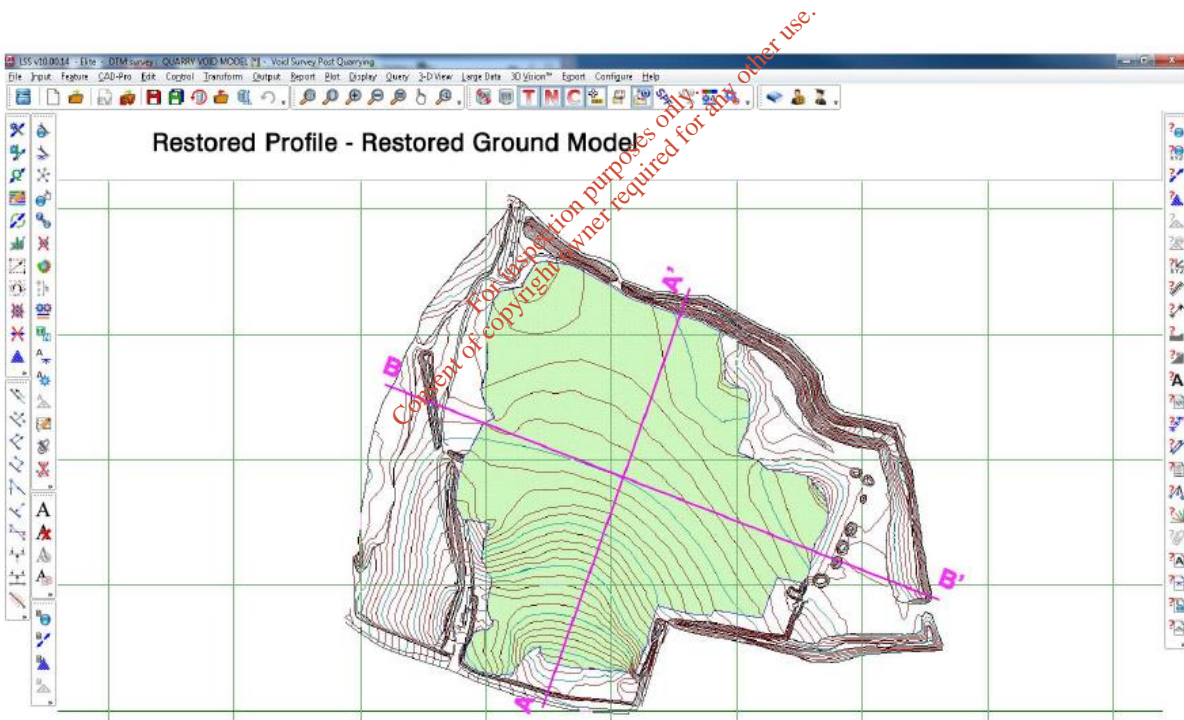 LSS v10.00.14 - Elite - DTM survey: QUARRY VOID MODEL [*] - Void Survey Post Quarrying
File Input Feature CAD-Pro Edit Control Transform Output Report Plot Display Query 3-D View Large Data 3D Vision™ Export Configure Help
T N C
Restored Profile - Restored Ground Model
For inspection purposes only.
Consent of copyright owner required for any other use.
A'
B
B'
A